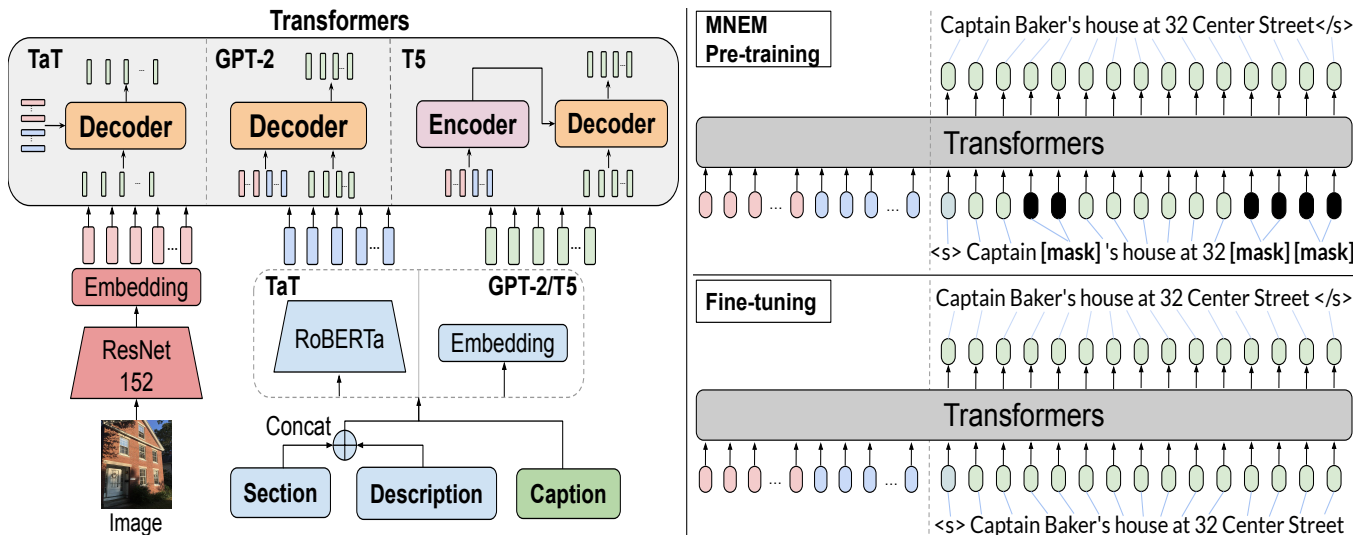 Transformers
TaT
GPT-2
T5
Decoder
Decoder
Encoder
Decoder
Embedding
ResNet
152
Image
TaT
GPT-2/T5
RoBERTa
Embedding
Concat
Section
Description
Caption
MNEM
Pre-training
Captain Baker's house at 32 Center Street</s>
Transformers
<s> Captain [mask] 's house at 32 [mask] [mask]
Fine-tuning
Captain Baker's house at 32 Center Street </s>
Transformers
<s> Captain Baker's house at 32 Center Street